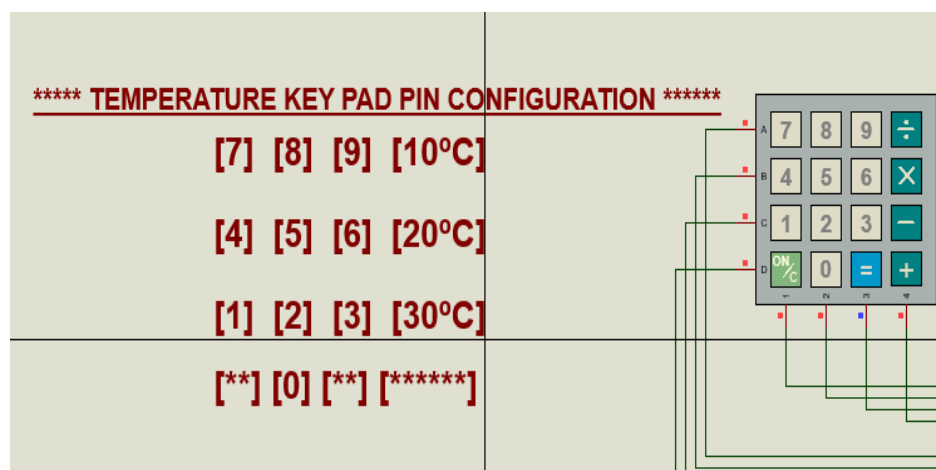 ***** TEMPERATURE KEY PAD PIN CONFIGURATION ******
[7] [8] [9] [10ºC]
[4] [5] [6] [20ºC]
[1] [2] [3] [30ºC]
[**] [0] [**] [******]
A 7 8 9 ÷
B 4 5 6 ×
C 1 2 3 −
D ON/C 0 = +
1 2 3 4